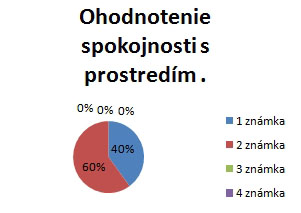 Ohodnotenie
spokojnosti s
prostredím .
0% 0% 0%
40%
60%
1 známka
2 známka
3 známka
4 známka